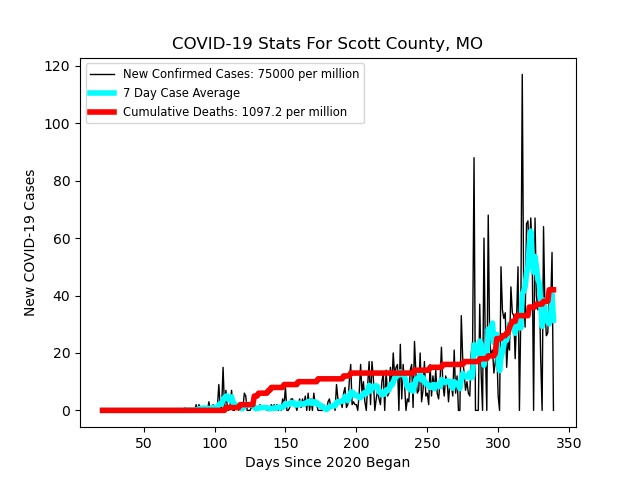 COVID-19 Stats For Scott County, MO
New Confirmed Cases: 75000 per million
7 Day Case Average
Cumulative Deaths: 1097.2 per million
New COVID-19 Cases
120
100
80
60
40
20
0
50 100 150 200 250 300 350
Days Since 2020 Began